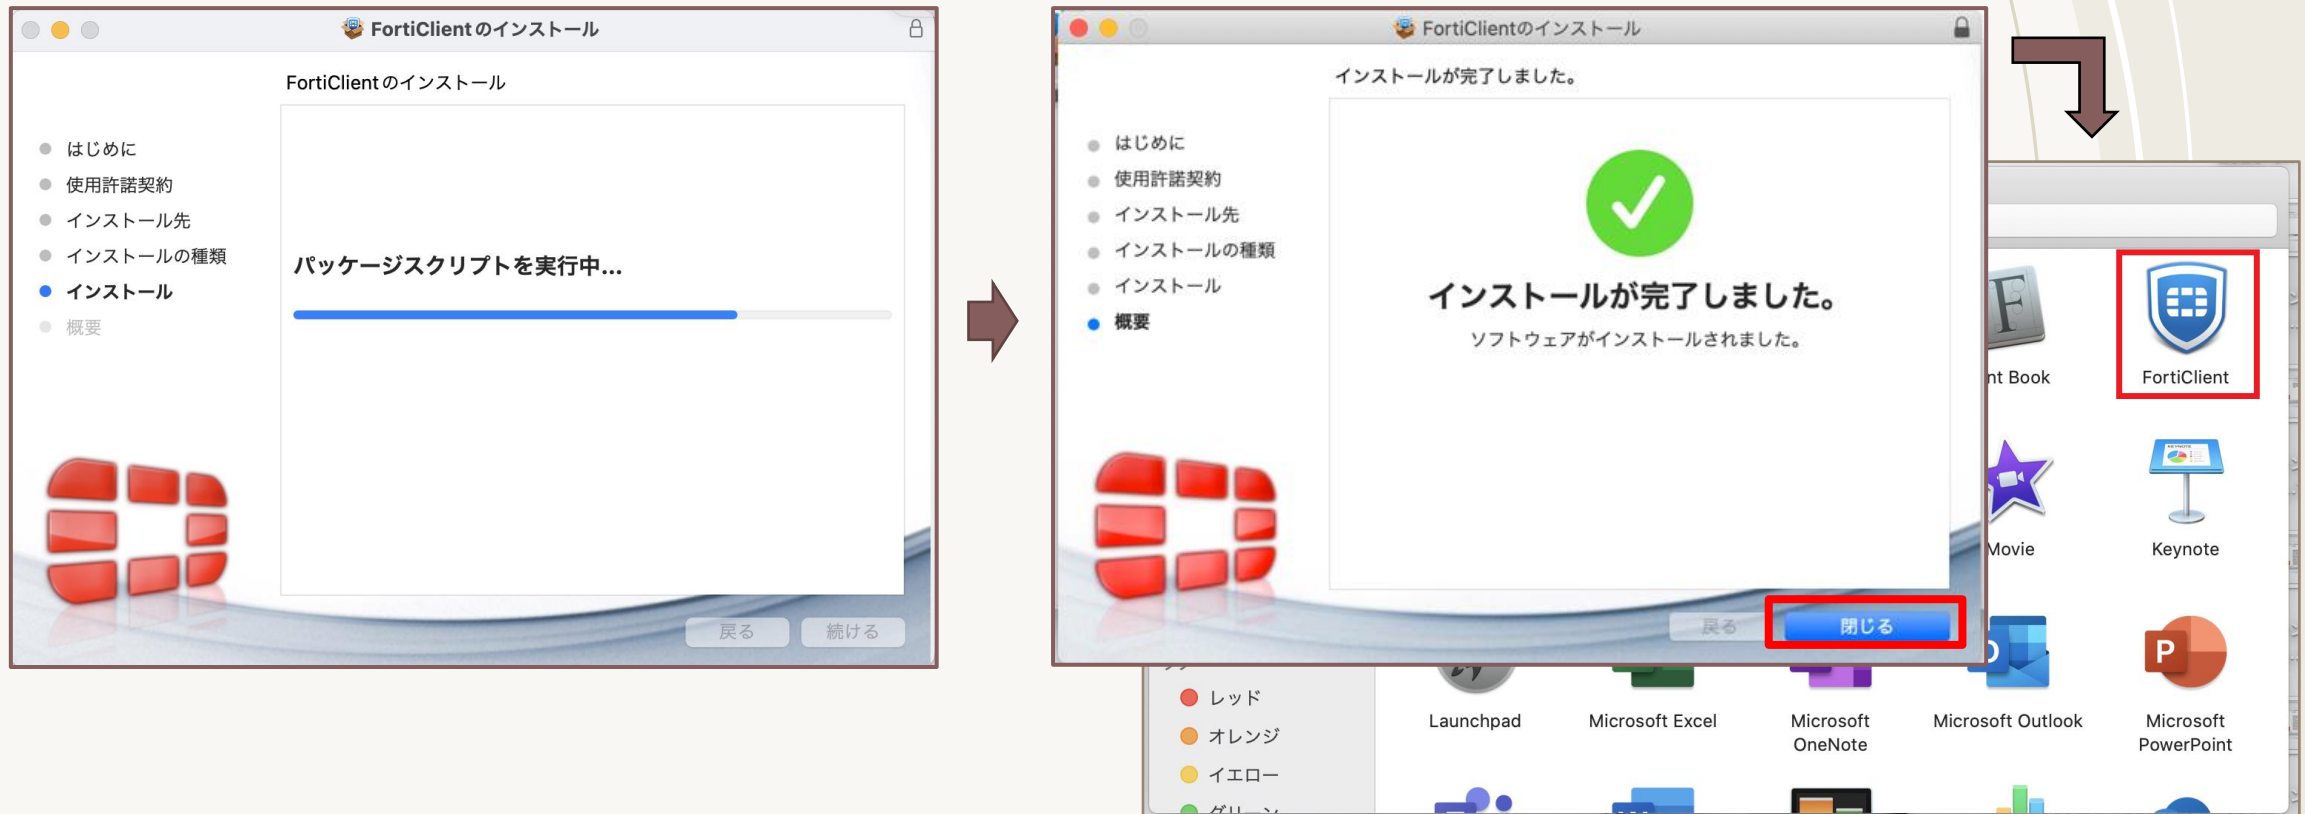 FortiClientのインストール
FortiClientのインストール
はじめに
使用許諾契約
インストール先
インストールの種類
インストール
概要
パッケージスクリプトを実行中...
戻る
続ける
FortiClientのインストール
インストールが完了しました。
はじめに
使用許諾契約
インストール先
インストールの種類
インストール
概要
インストールが完了しました。
ソフトウェアがインストールされました。
戻る
閉じる
nt Book
FortiClient
Movie
Keynote
レッド
オレンジ
イエロー
グリーン
Launchpad
Microsoft Excel
Microsoft
OneNote
Microsoft Outlook
Microsoft
PowerPoint